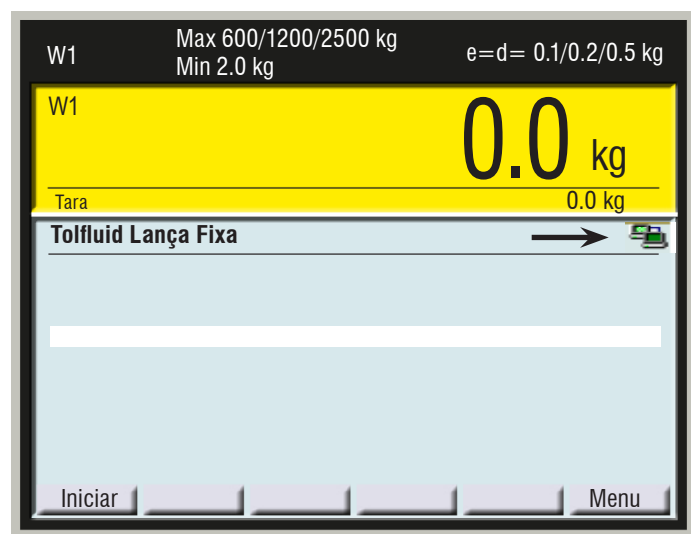 W1
Max 600/1200/2500 kg
Min 2.0 kg
e=d= 0.1/0.2/0.5 kg
W1
0.0 kg
Tara 0.0 kg
Tolfluid Lança Fixa
Iniciar Menu